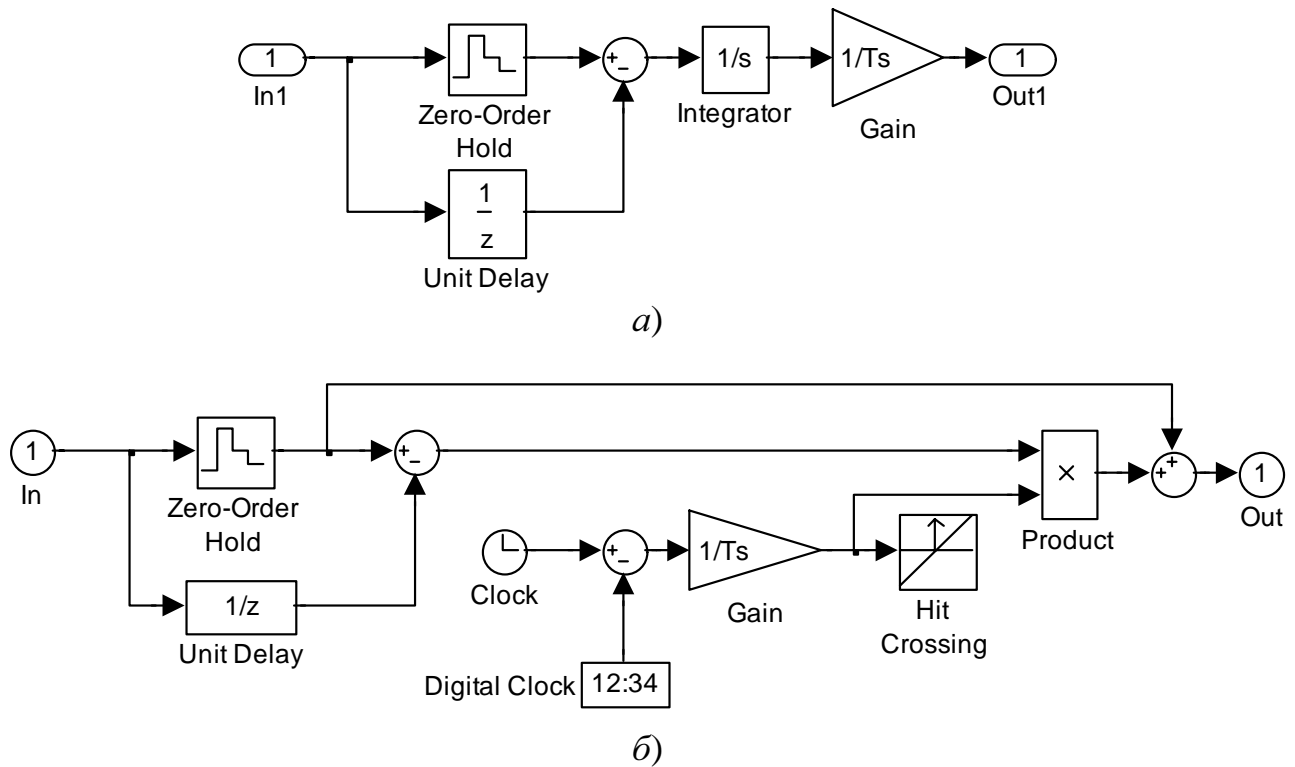 1
In1
Zero-Order
Hold
+
−
1/s
Integrator
1/Ts
Gain
1
Out1
1
z
Unit Delay
а)
1
In
Zero-Order
Hold
+
−
1/z
Unit Delay
Clock
+
−
Digital Clock
12:34
1/Ts
Gain
Hit
Crossing
×
Product
+
+
1
Out
б)